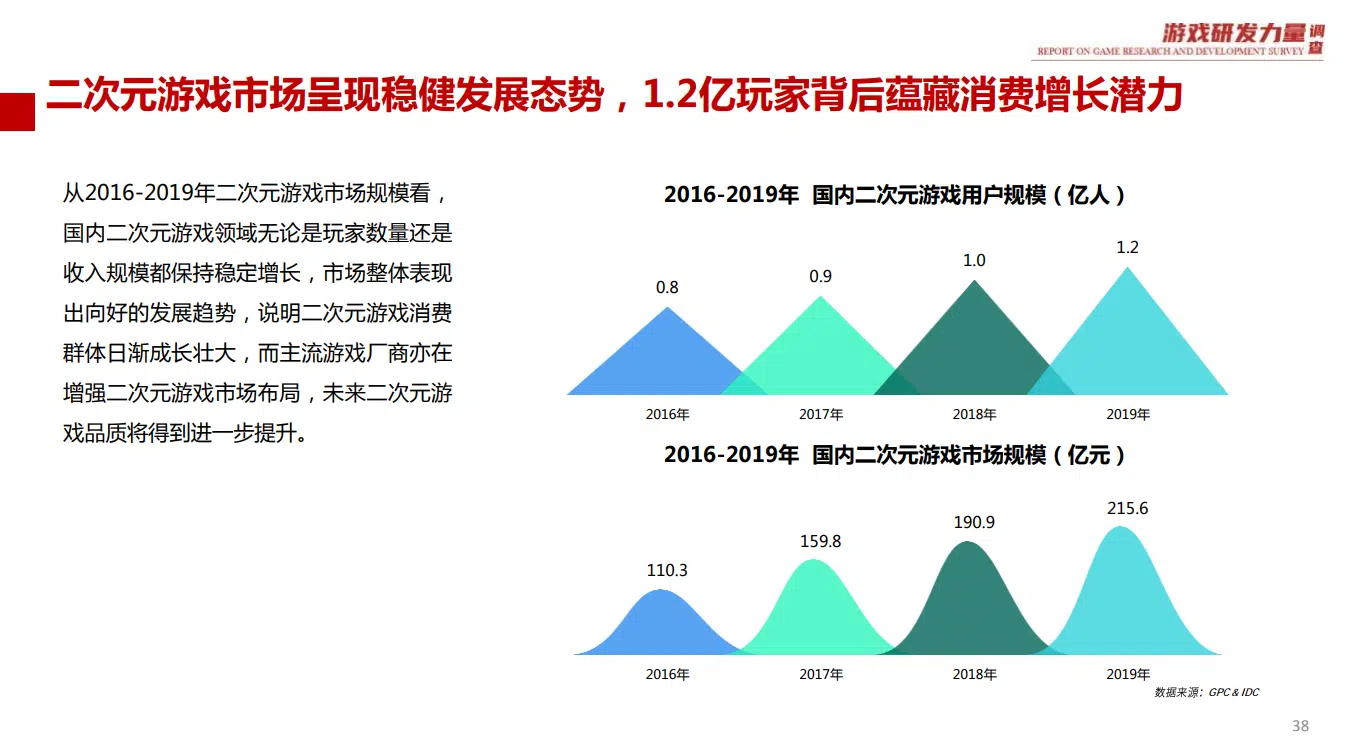 游戏研发力量调查
REPORT ON GAME RESEARCH AND DEVELOPMENT SURVEY
二次元游戏市场呈现稳健发展态势，1.2亿玩家背后蕴藏消费增长潜力
从2016-2019年二次元游戏市场规模看，
国内二次元游戏领域无论是玩家数量还是
收入规模都保持稳定增长，市场整体表现
出向好的发展趋势，说明二次元游戏消费
群体日渐成长壮大，而主流游戏厂商亦在
增强二次元游戏市场布局，未来二次元游
戏品质将得到进一步提升。
2016-2019年 国内二次元游戏用户规模（亿人）
0.8
0.9
1.0
1.2
2016年
2017年
2018年
2019年
2016-2019年 国内二次元游戏市场规模（亿元）
110.3
159.8
190.9
215.6
2016年
2017年
2018年
2019年
数据来源：GPC & IDC
38